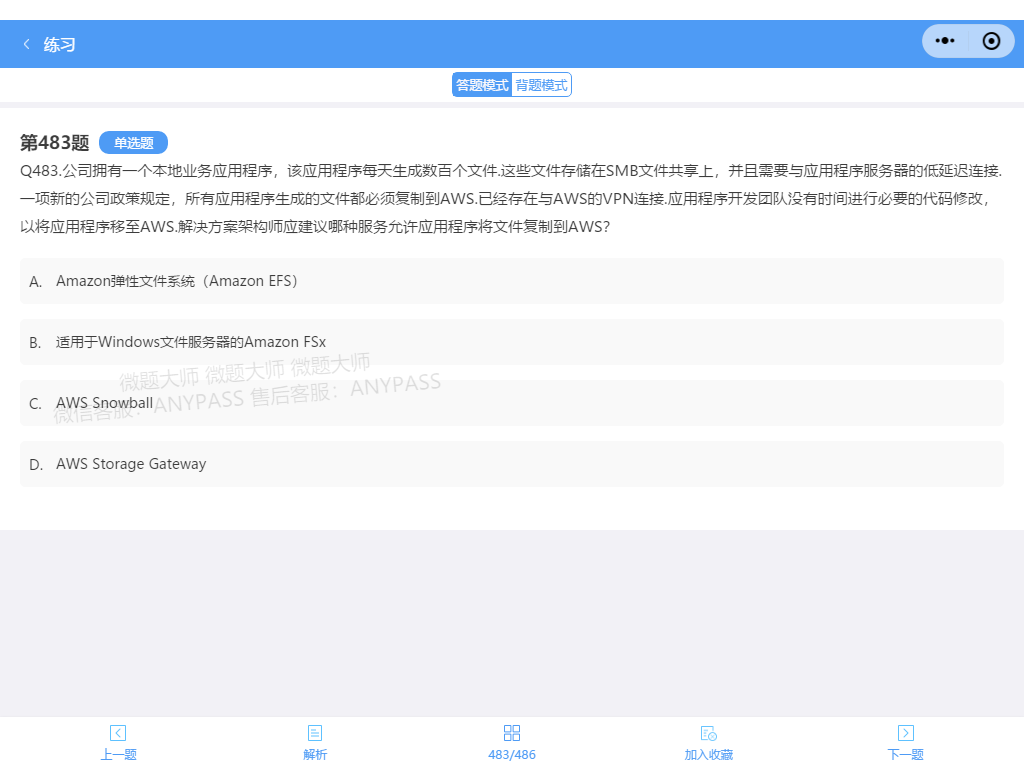 练习
答题模式 背题模式
第483题 单选题
Q483.公司拥有一个本地业务应用程序，该应用程序每天生成数百个文件.这些文件存储在SMB文件共享上，并且需要与应用程序服务器的低延迟连接.
一项新的公司政策规定，所有应用程序生成的文件都必须复制到AWS.已经存在与AWS的VPN连接.应用程序开发团队没有时间进行必要的代码修改，
以将应用程序移至AWS.解决方案架构师应建议哪种服务允许应用程序将文件复制到AWS?
A. Amazon弹性文件系统（Amazon EFS）
B. 适用于Windows文件服务器的Amazon FSx
微题大师 微题大师 微题大师
微信客服：ANYPASS 售后客服：ANYPASS
C. AWS Snowball
D. AWS Storage Gateway
上一题 解析 483/486 加入收藏 下一题